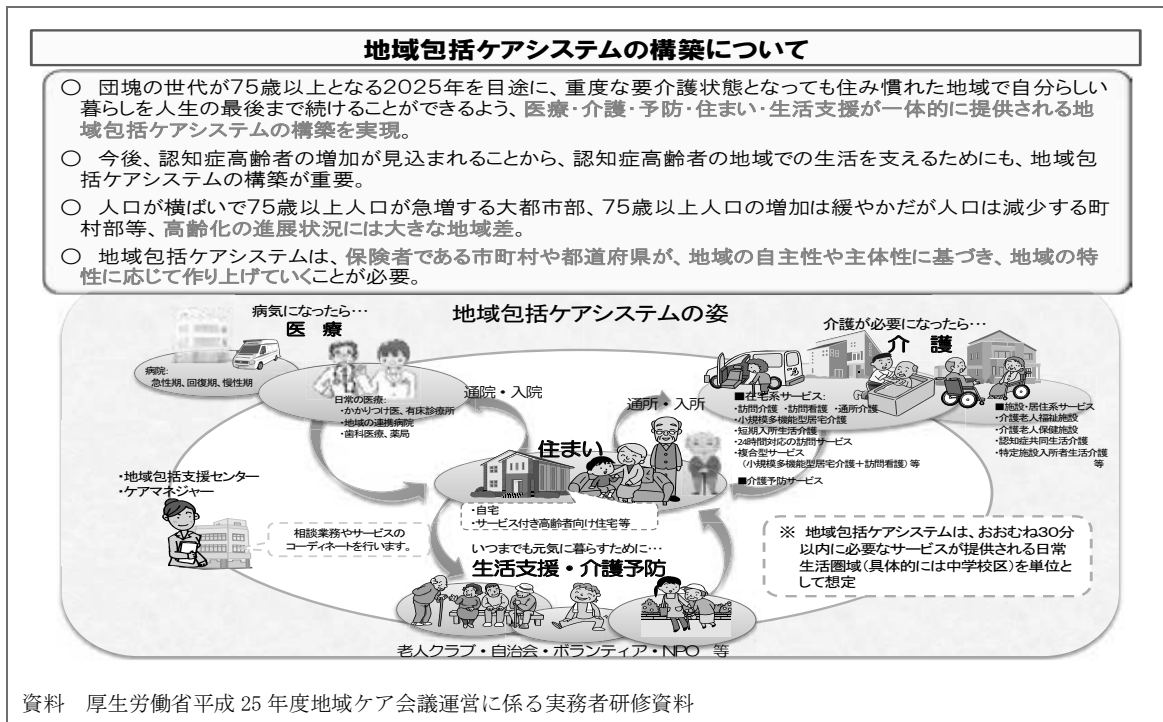 地域包括ケアシステムの構築について
○ 団塊の世代が75歳以上となる2025年を目途に、重度な要介護状態となっても住み慣れた地域で自分らしい
暮らしを人生の最後まで続けることができるよう、医療・介護・予防・住まい・生活支援が一体的に提供される地
域包括ケアシステムの構築を実現。
○ 今後、認知症高齢者の増加が見込まれることから、認知症高齢者の地域での生活を支えるためにも、地域包
括ケアシステムの構築が重要。
○ 人口が横ばいで75歳以上人口が急増する大都市部、75歳以上人口の増加は緩やかだが人口は減少する町
村部等、高齢化の進展状況には大きな地域差。
○ 地域包括ケアシステムは、保険者である市町村や都道府県が、地域の自主性や主体性に基づき、地域の特
性に応じて作り上げていくことが必要。
地域包括ケアシステムの姿
病気になったら…
医 療
病院:
急性期、回復期、慢性期
日常の医療:
・かかりつけ医、有床診療所
・地域の連携病院
・歯科医療、薬局
通院・入院
通所・入所
介護が必要になったら…
介 護
■在宅系サービス:
・訪問介護 ・訪問看護 ・通所介護
・小規模多機能型居宅介護
・短期入所生活介護
・24時間対応の訪問サービス
・複合型サービス
(小規模多機能型居宅介護+訪問看護)等
■介護予防サービス
■施設・居住系サービス
・介護老人福祉施設
・介護老人保健施設
・認知症共同生活介護
・特定施設入所者生活介護
等
住まい
・自宅
・サービス付き高齢者向け住宅等
・地域包括支援センター
・ケアマネジャー
相談業務やサービスの
コーディネートを行います。
いつまでも元気に暮らすために…
生活支援・介護予防
老人クラブ・自治会・ボランティア・NPO 等
※ 地域包括ケアシステムは、おおむね30分
以内に必要なサービスが提供される日常
生活圏域(具体的には中学校区)を単位と
して想定
資料 厚生労働省平成 25 年度地域ケア会議運営に係る実務者研修資料